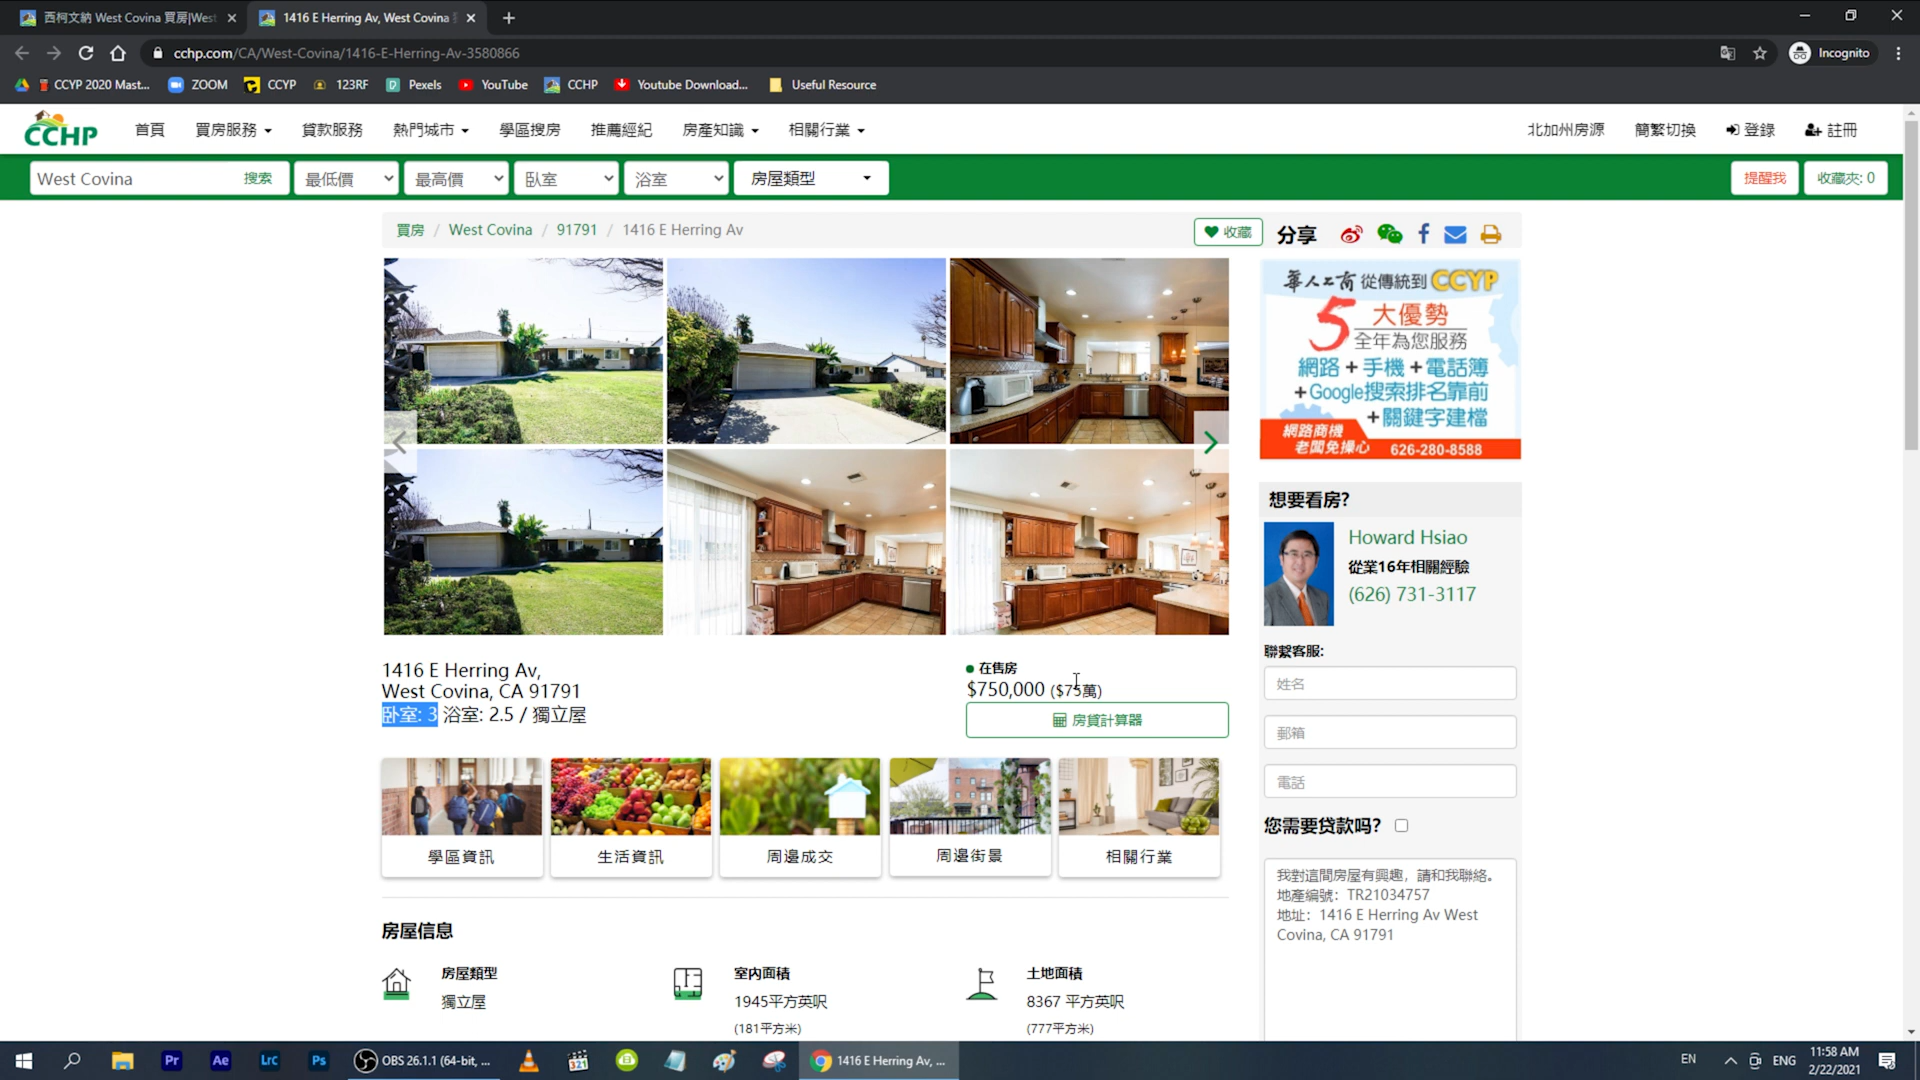 西柯文納 West Covina 買房|West
1416 E Herring Av, West Covina
cchp.com/CA/West-Covina/1416-E-Herring-Av-3580866
Incognito
CCYP 2020 Mast...
ZOOM
CCYP
123RF
Pexels
YouTube
CCHP
Youtube Download...
Useful Resource
CCHP
首頁
買房服務
貸款服務
熱門城市
學區搜房
推薦經紀
房產知識
相關行業
北加州房源
簡繁切換
登錄
註冊
West Covina
搜索
最低價
最高價
臥室
浴室
房屋類型
提醒我
收藏夾: 0
買房 / West Covina / 91791 / 1416 E Herring Av
收藏
分享
華人工商 從傳統到CCYP
5大優勢
全年為您服務
網路+手機+電話簿
+Google搜索排名靠前
+關鍵字建檔
網路商機
老闆免操心
626-280-8588
想要看房?
Howard Hsiao
從業16年相關經驗
(626) 731-3117
聯繫客服:
姓名
郵箱
電話
您需要贷款吗?
我對這間房屋有興趣，請和我聯絡。
地產編號： TR21034757
地址： 1416 E Herring Av West
Covina, CA 91791
1416 E Herring Av,
West Covina, CA 91791
卧室: 3 浴室: 2.5 / 獨立屋
在售房
$750,000 ($75萬)
房貸計算器
學區資訊
生活資訊
周邊成交
周邊街景
相關行業
房屋信息
房屋類型
獨立屋
室內面積
1945平方英呎
(181平方米)
土地面積
8367 平方英呎
(777平方米)
Pr
Ae
Lrc
Ps
OBS 26.1.1 (64-bit, ...
321
1416 E Herring Av, ...
EN
ENG
11:58 AM
2/22/2021